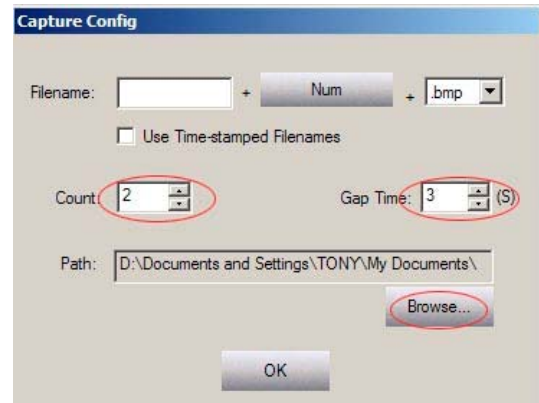 Capture Config
Filename: + Num + .bmp
Use Time-stamped Filenames
Count: 2 Gap Time: 3 (S)
Path: D:\Documents and Settings\TONY\My Documents\
Browse...
OK